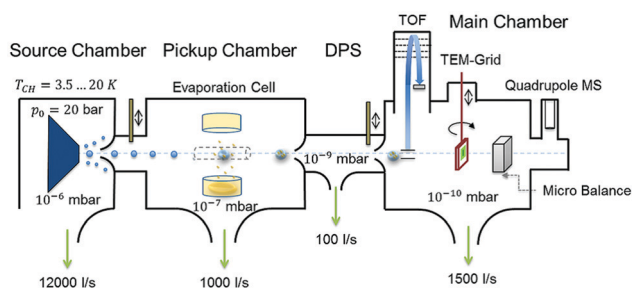 TOF
Main Chamber
Source Chamber
Pickup Chamber
DPS
TEM-Grid
T_CH = 3.5 … 20 K
Evaporation Cell
Quadrupole MS
p₀ = 20 bar
10⁻⁹ mbar
10⁻⁶ mbar
10⁻⁷ mbar
10⁻¹⁰ mbar
Micro Balance
100 l/s
12000 l/s
1000 l/s
1500 l/s